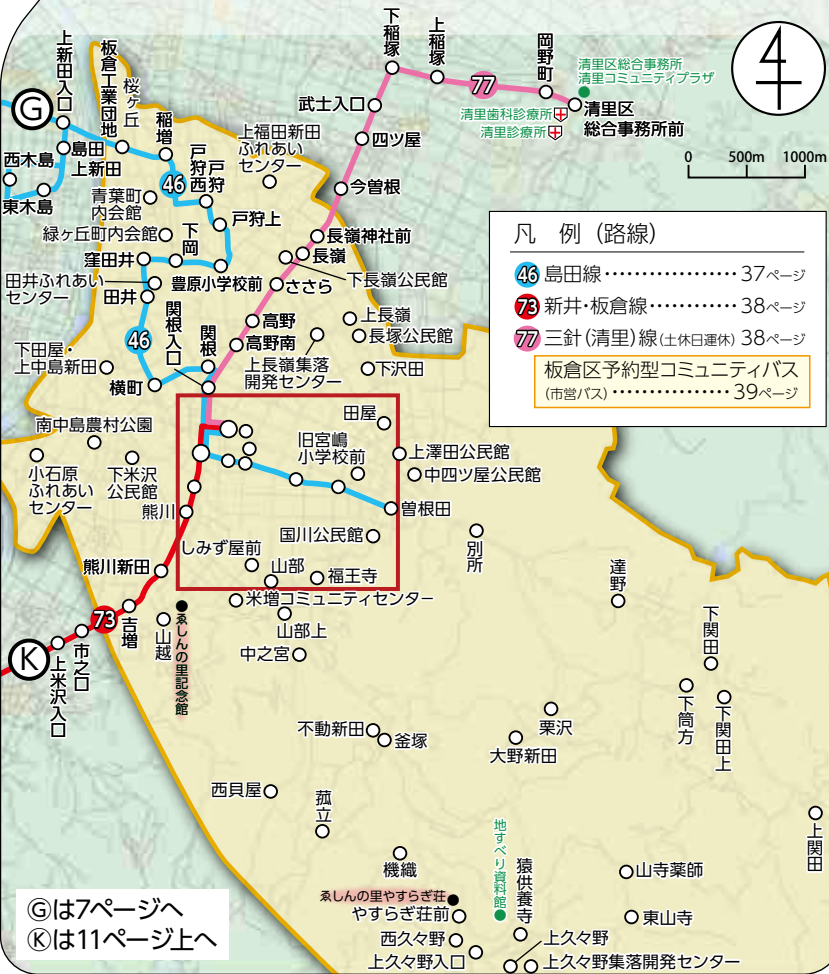 上新田入口
板倉工業団地
桜ヶ丘
稲増
下稲塚
上稲塚
77
岡野町
清里区総合事務所
清里コミュニティプラザ
清里歯科診療所
清里診療所
清里区
総合事務所前
0 500m 1000m
G
西木島
東木島
島田
上新田
46
戸狩西
戸狩
上福田新田
ふれあい
センター
武士入口
四ツ屋
今曽根
青葉町
内会館
緑ヶ丘町内会館
下岡
戸狩上
長嶺神社前
長嶺
窪田井
豊原小学校前
田井ふれあい
センター
田井
下長嶺公民館
ささら
関根入口
関根
高野
高野南
上長嶺
長塚公民館
46
下田屋・
上中島新田
横町
上長嶺集落
開発センター
下沢田
凡 例(路線)
46 島田線・・・・・・・・・・・・・・・37ページ
73 新井・板倉線・・・・・・・・・・・38ページ
77 三針(清里)線(土休日運休) 38ページ
板倉区予約型コミュニティバス
(市営バス)・・・・・・・・・・・・・・39ページ
南中島農村公園
小石原
ふれあい
センター
下米沢
公民館
田屋
旧宮嶋
小学校前
上澤田公民館
中四ツ屋公民館
熊川
曽根田
国川公民館
しみず屋前
山部
福王寺
別所
熊川新田
米増コミュニティセンター
山部上
中之宮
達野
73
吉増
山越
ゑしんの里記念館
K
市之口
上米沢入口
下関田
下筒方
下関田上
不動新田
釜塚
栗沢
大野新田
西貝屋
菰立
上関田
機織
地すべり資料館
猿供養寺
山寺薬師
ゑしんの里やすらぎ荘
やすらぎ荘前
東山寺
西久々野
上久々野入口
上久々野
上久々野集落開発センター
Ⓖは7ページへ
Ⓚは11ページ上へ